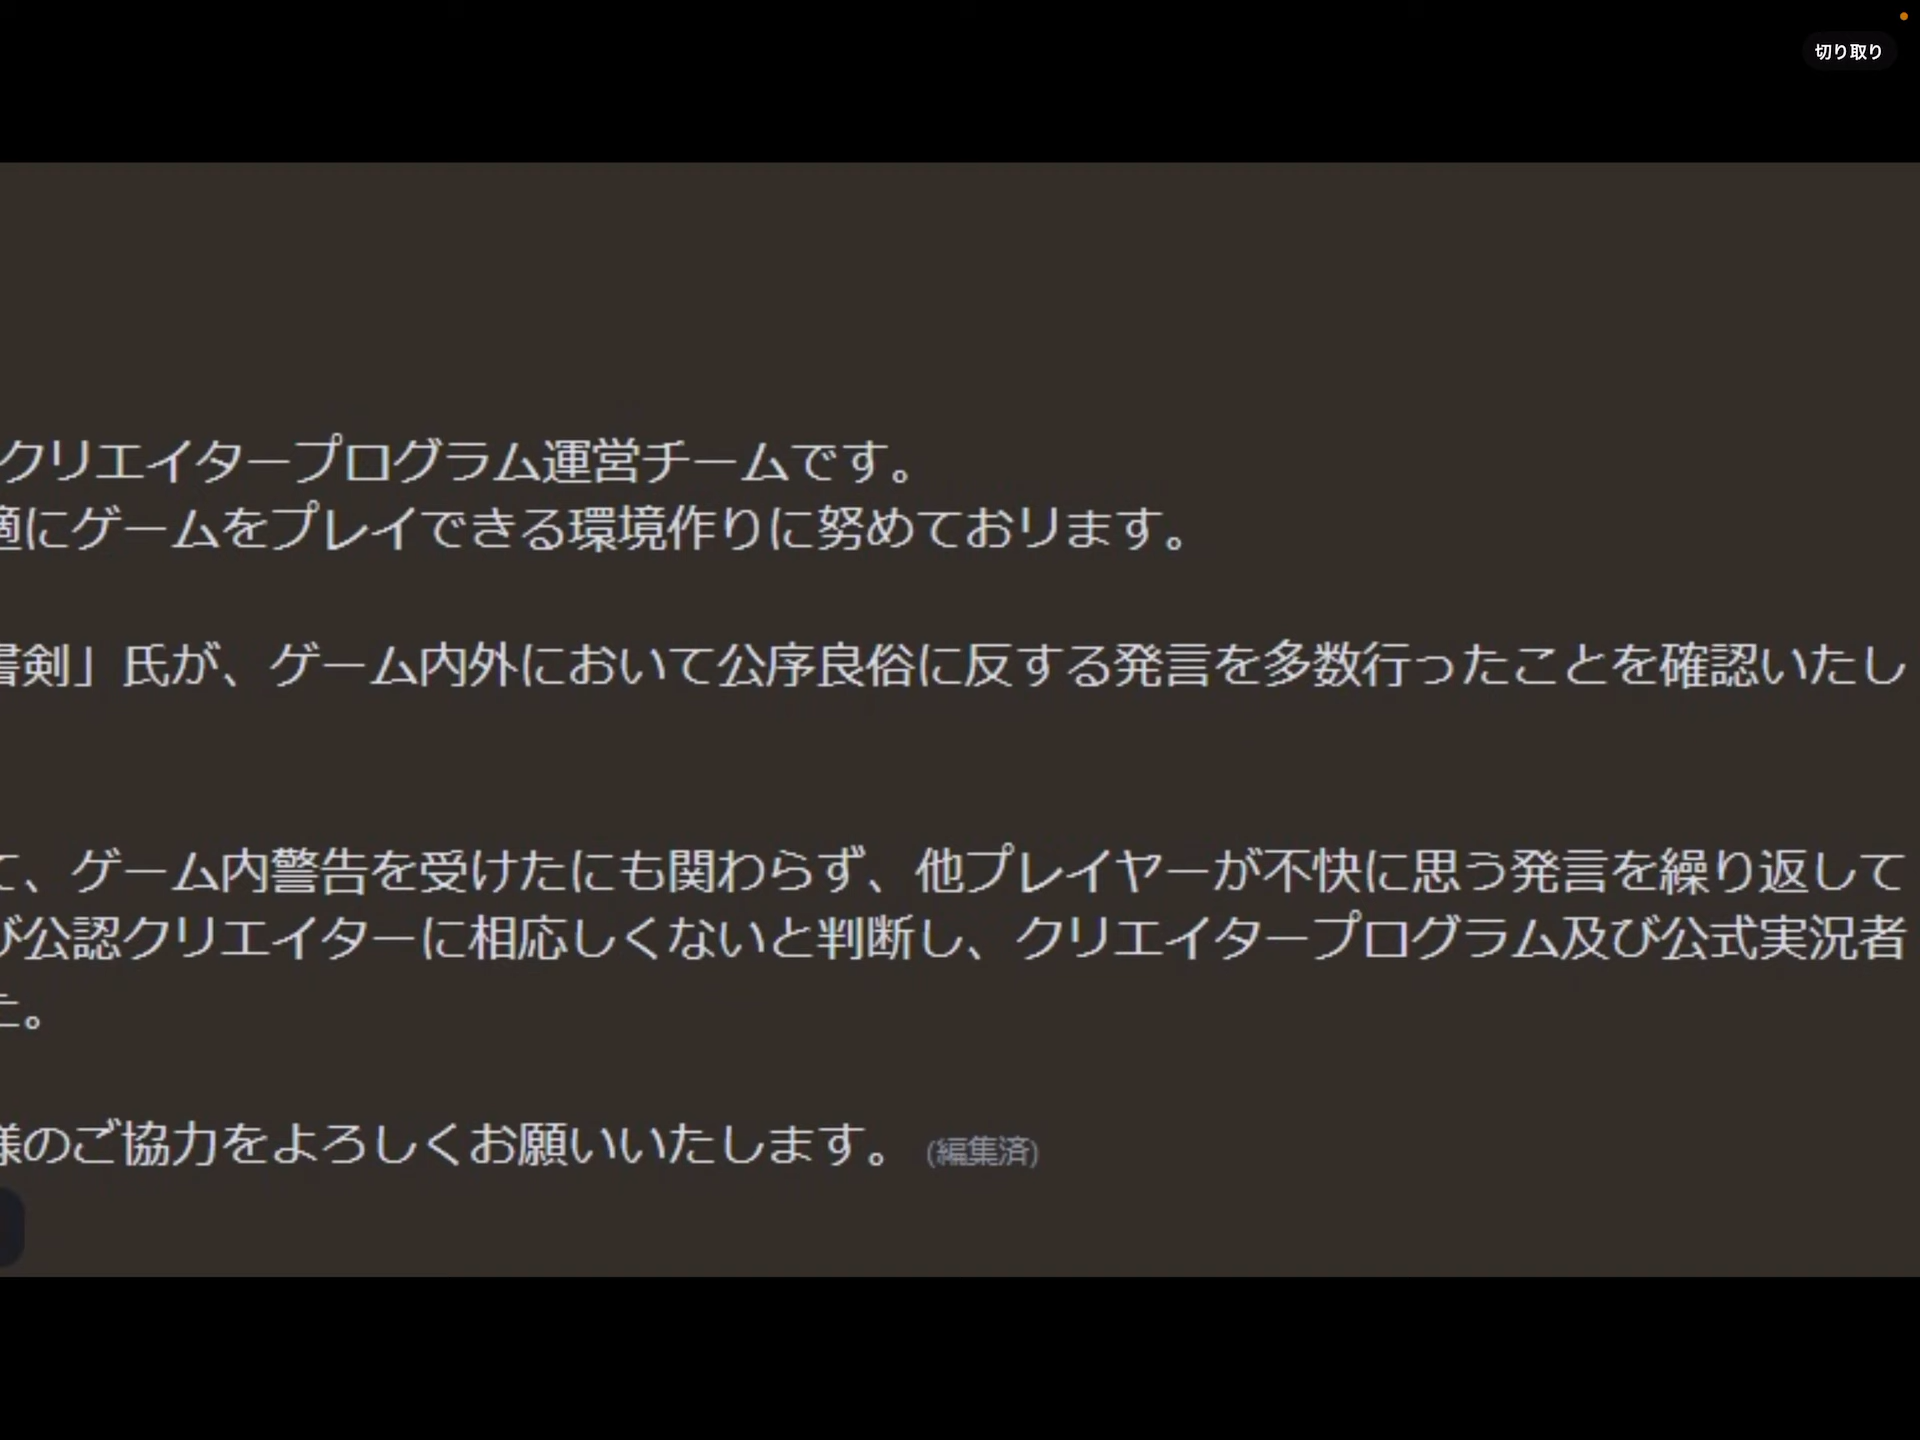 切り取り
クリエイタープログラム運営チームです。
適にゲームをプレイできる環境作りに努めております。
書剣」氏が、ゲーム内外において公序良俗に反する発言を多数行ったことを確認いたし
て、ゲーム内警告を受けたにも関わらず、他プレイヤーが不快に思う発言を繰り返して
び公認クリエイターに相応しくないと判断し、クリエイタープログラム及び公式実況者
た。
様のご協力をよろしくお願いいたします。 (編集済)